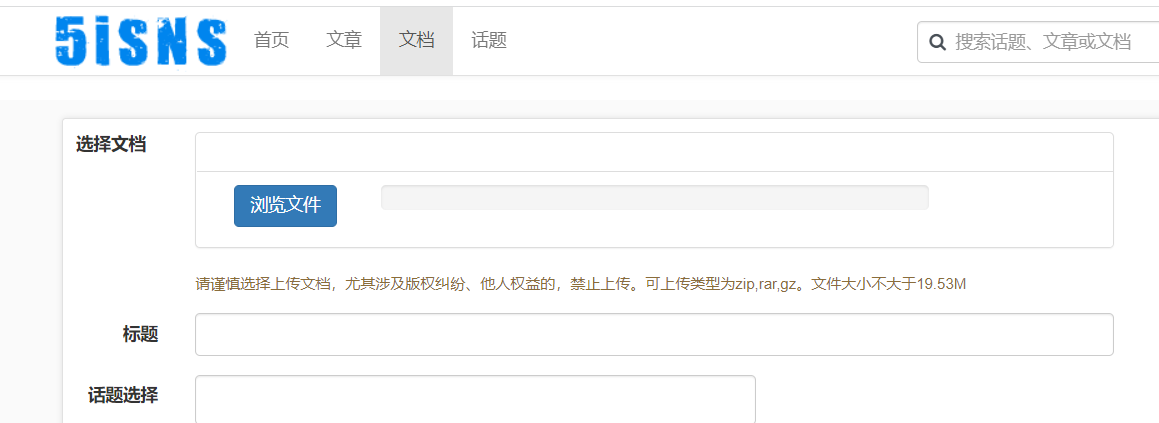 5iSNS 首页 文章 文档 话题 搜索话题、文章或文档
选择文档
浏览文件
请谨慎选择上传文档，尤其涉及版权纠纷、他人权益的，禁止上传。可上传类型为zip,rar,gz。文件大小不大于19.53M
标题
话题选择